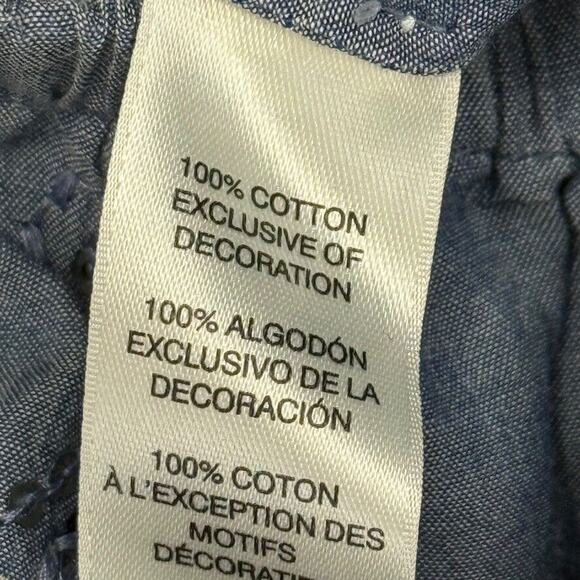 100% COTTON
EXCLUSIVE OF
DECORATION
100% ALGODÓN
EXCLUSIVO DE LA
DECORACIÓN
100% COTON
À L'EXCEPTION DES
MOTIFS